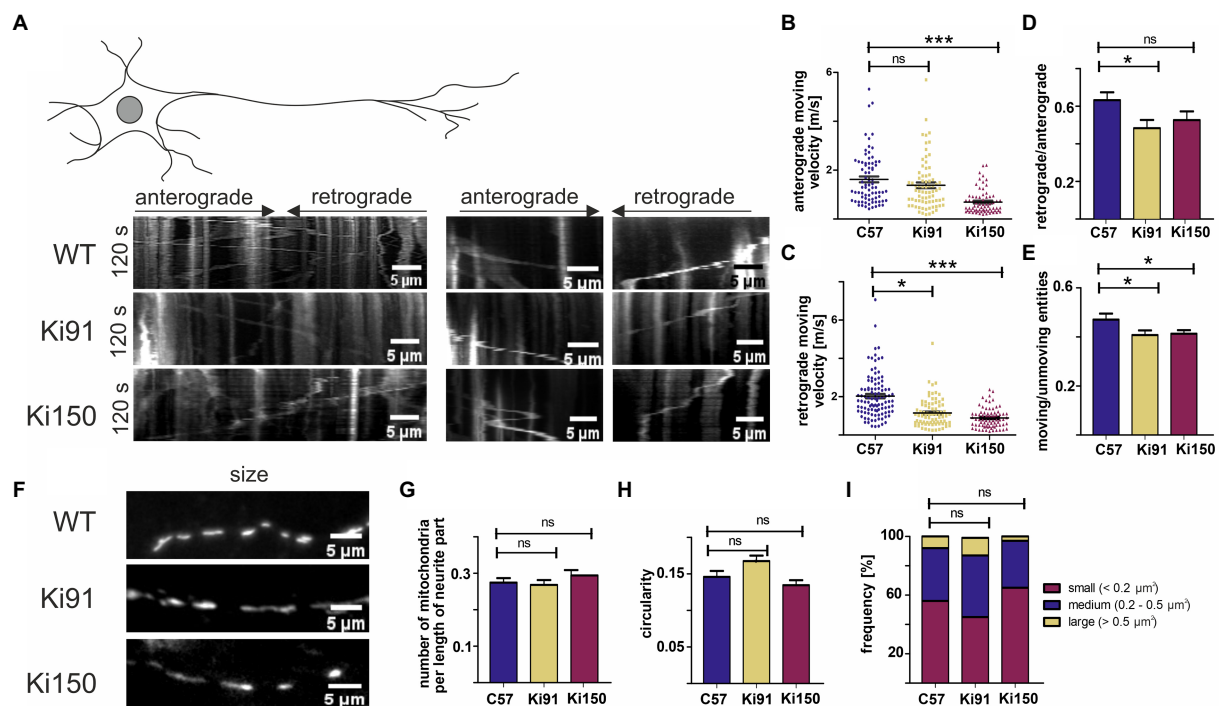 A
anterograde
retrograde
anterograde
retrograde
WT
120 s
5 µm
5 µm
5 µm
Ki91
120 s
5 µm
5 µm
5 µm
Ki150
120 s
5 µm
5 µm
5 µm
B
***
ns
6
2
anterograde moving
velocity [m/s]
C57
Ki91
Ki150
C
***
*
6
2
retrograde moving
velocity [m/s]
C57
Ki91
Ki150
D
ns
*
0.6
0.2
retrograde/anterograde
C57
Ki91
Ki150
E
*
*
0.6
0.2
moving/unmoving entities
C57
Ki91
Ki150
F
size
WT
5 µm
Ki91
5 µm
Ki150
5 µm
G
ns
ns
0.3
0.1
number of mitochondria
per length of neurite part
C57
Ki91
Ki150
H
ns
ns
0.15
0.05
circularity
C57
Ki91
Ki150
I
ns
ns
100
60
20
frequency [%]
C57
Ki91
Ki150
small (< 0.2 µm³)
medium (0.2 - 0.5 µm³)
large (> 0.5 µm³)